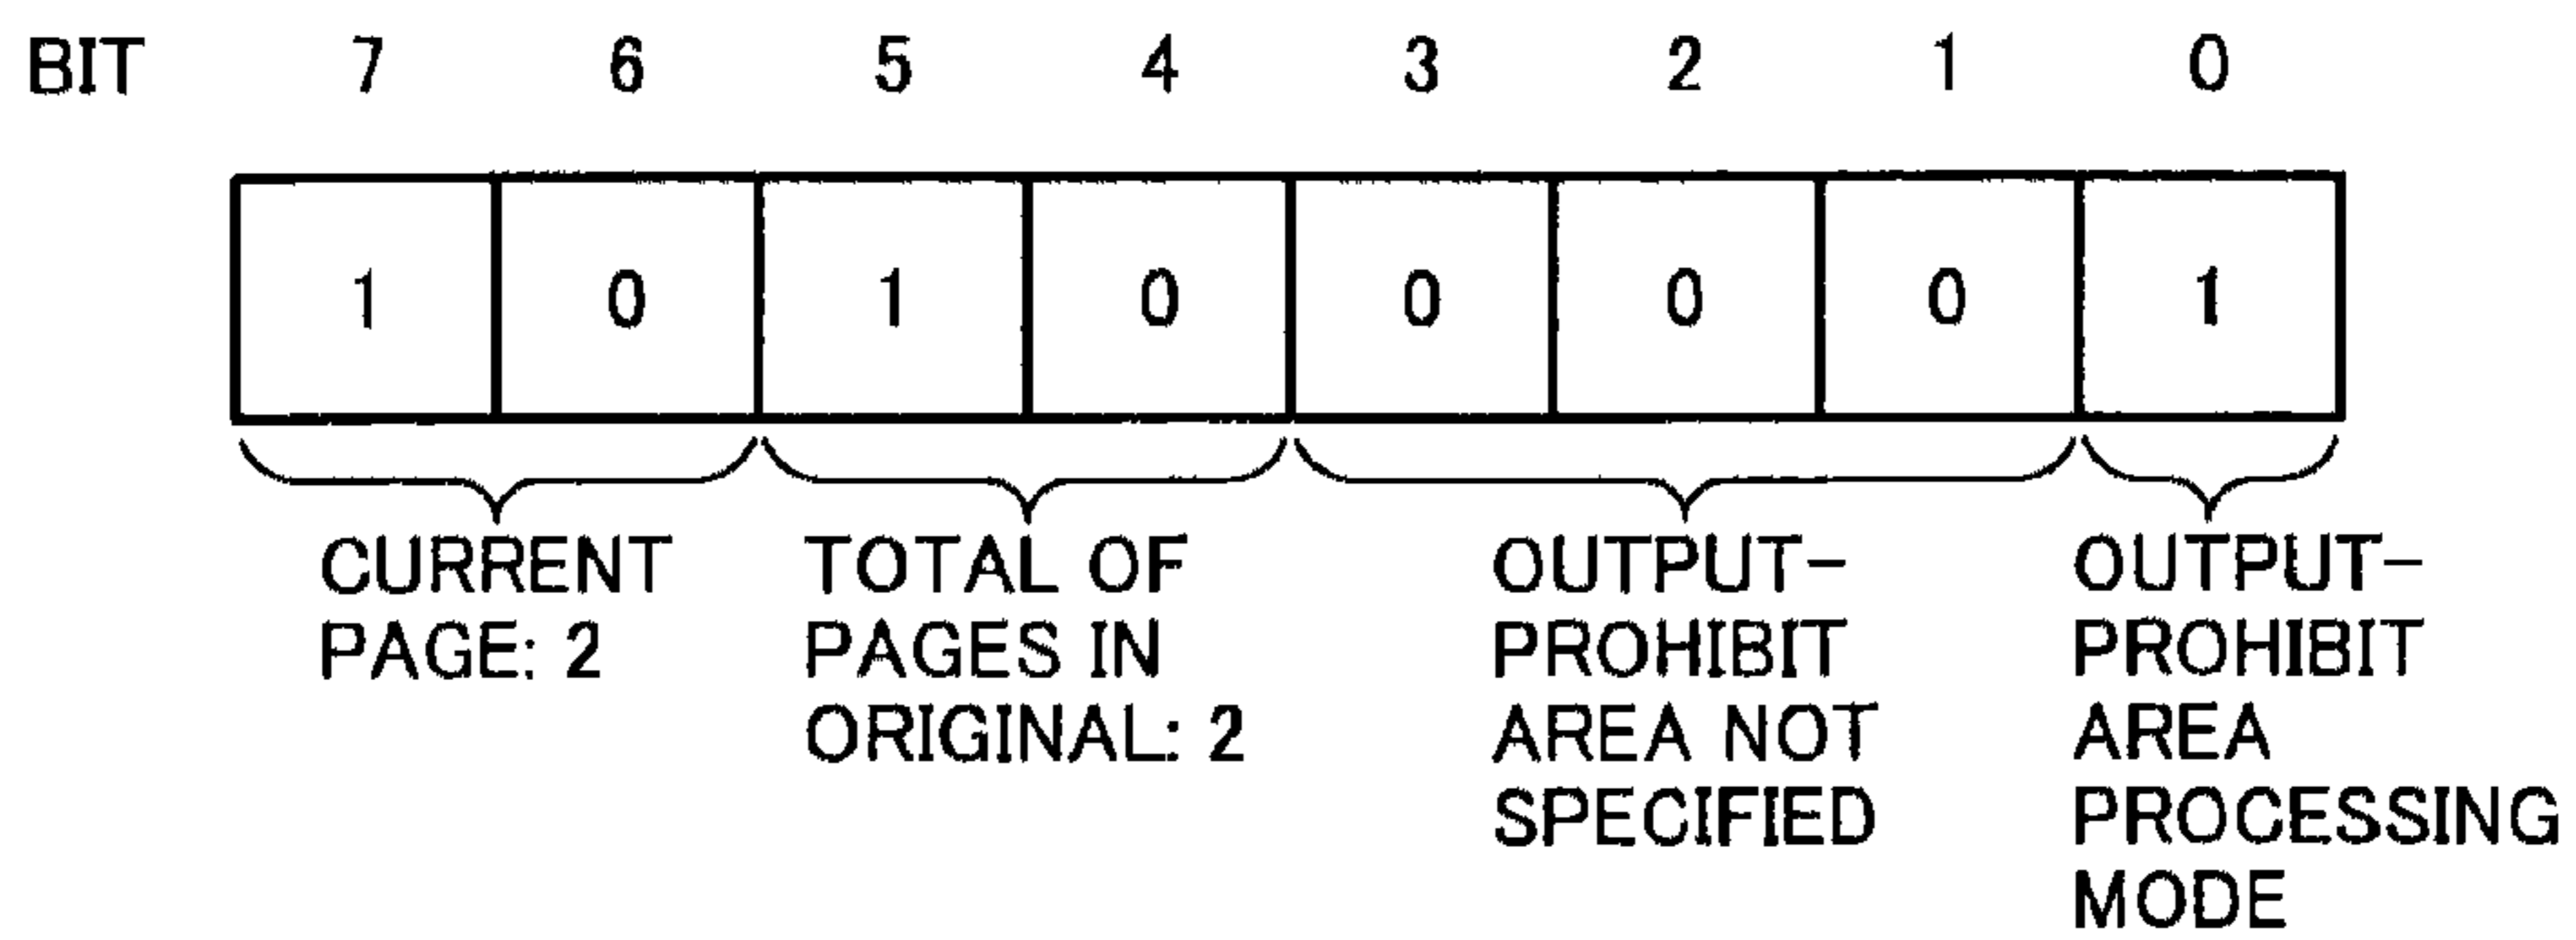 BIT 7 6 5 4 3 2 1 0
1 0 1 0 0 0 0 1
CURRENT
PAGE: 2
TOTAL OF
PAGES IN
ORIGINAL: 2
OUTPUT-
PROHIBIT
AREA NOT
SPECIFIED
OUTPUT-
PROHIBIT
AREA
PROCESSING
MODE